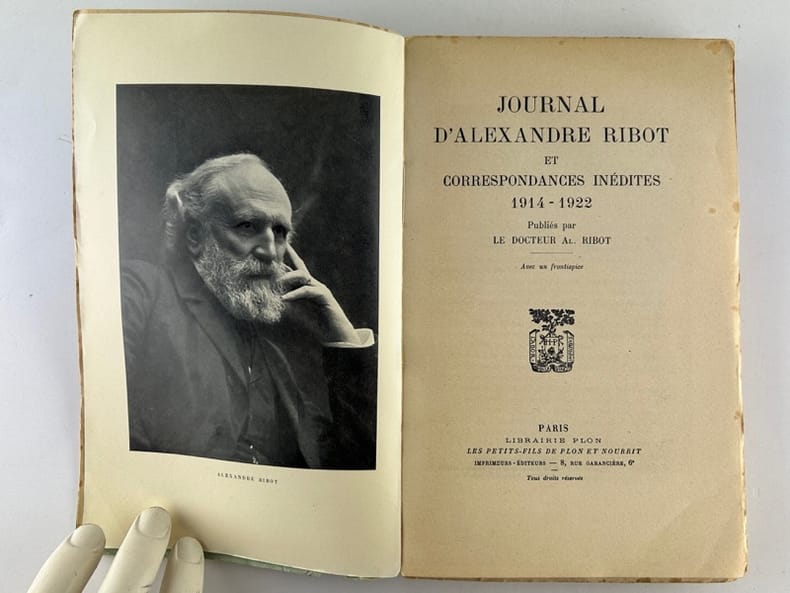 ALEXANDRE RIBOT
JOURNAL
D'ALEXANDRE RIBOT
ET
CORRESPONDANCES INÉDITES
1914-1922
Publiés par
LE DOCTEUR AL. RIBOT
Avec un frontispice
PARIS
LIBRAIRIE PLON
LES PETITS-FILS DE PLON ET NOURRIT
IMPRIMEURS-ÉDITEURS — 8, RUE GARANCIÈRE, 6e
Tous droits réservés